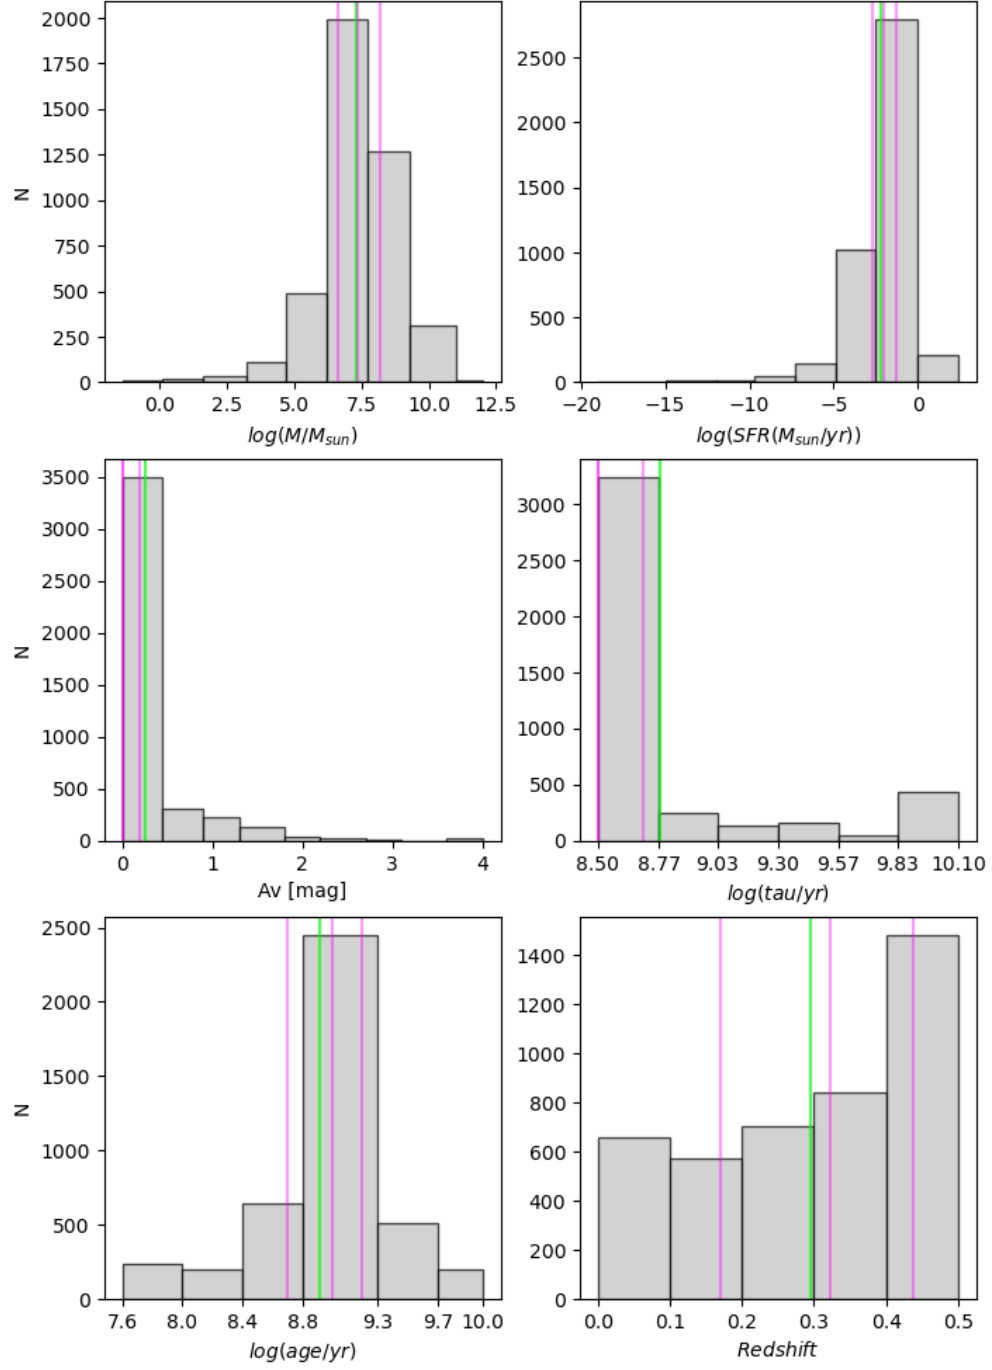 2000
1750
1500
1250
1000
750
500
250
0
N
0.0 2.5 5.0 7.5 10.0 12.5
log(M/M_sun)
2500
2000
1500
1000
500
0
−20 −15 −10 −5 0
log(SFR(M_sun/yr))
3500
3000
2500
2000
1500
1000
500
0
N
0 1 2 3 4
Av [mag]
3000
2500
2000
1500
1000
500
0
8.50 8.77 9.03 9.30 9.57 9.83 10.10
log(tau/yr)
2500
2000
1500
1000
500
0
N
7.6 8.0 8.4 8.9 9.3 9.7 10.0
log(age/yr)
1400
1200
1000
800
600
400
200
0
0.0 0.1 0.2 0.3 0.4 0.5
Redshift